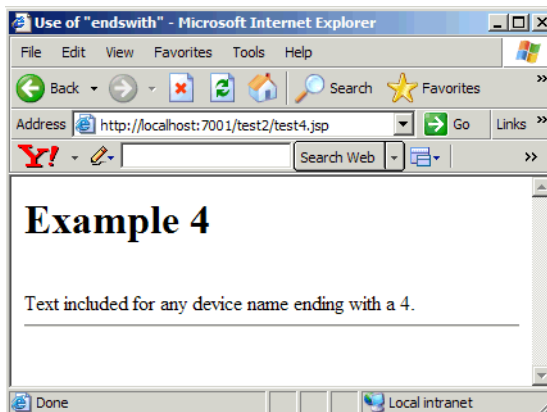 Use of "endswith" - Microsoft Internet Explorer
File Edit View Favorites Tools Help
Back Search Favorites »
Address http://localhost:7001/test2/test4.jsp Go Links »
Y! Search Web »
Example 4
Text included for any device name ending with a 4.
Done Local intranet